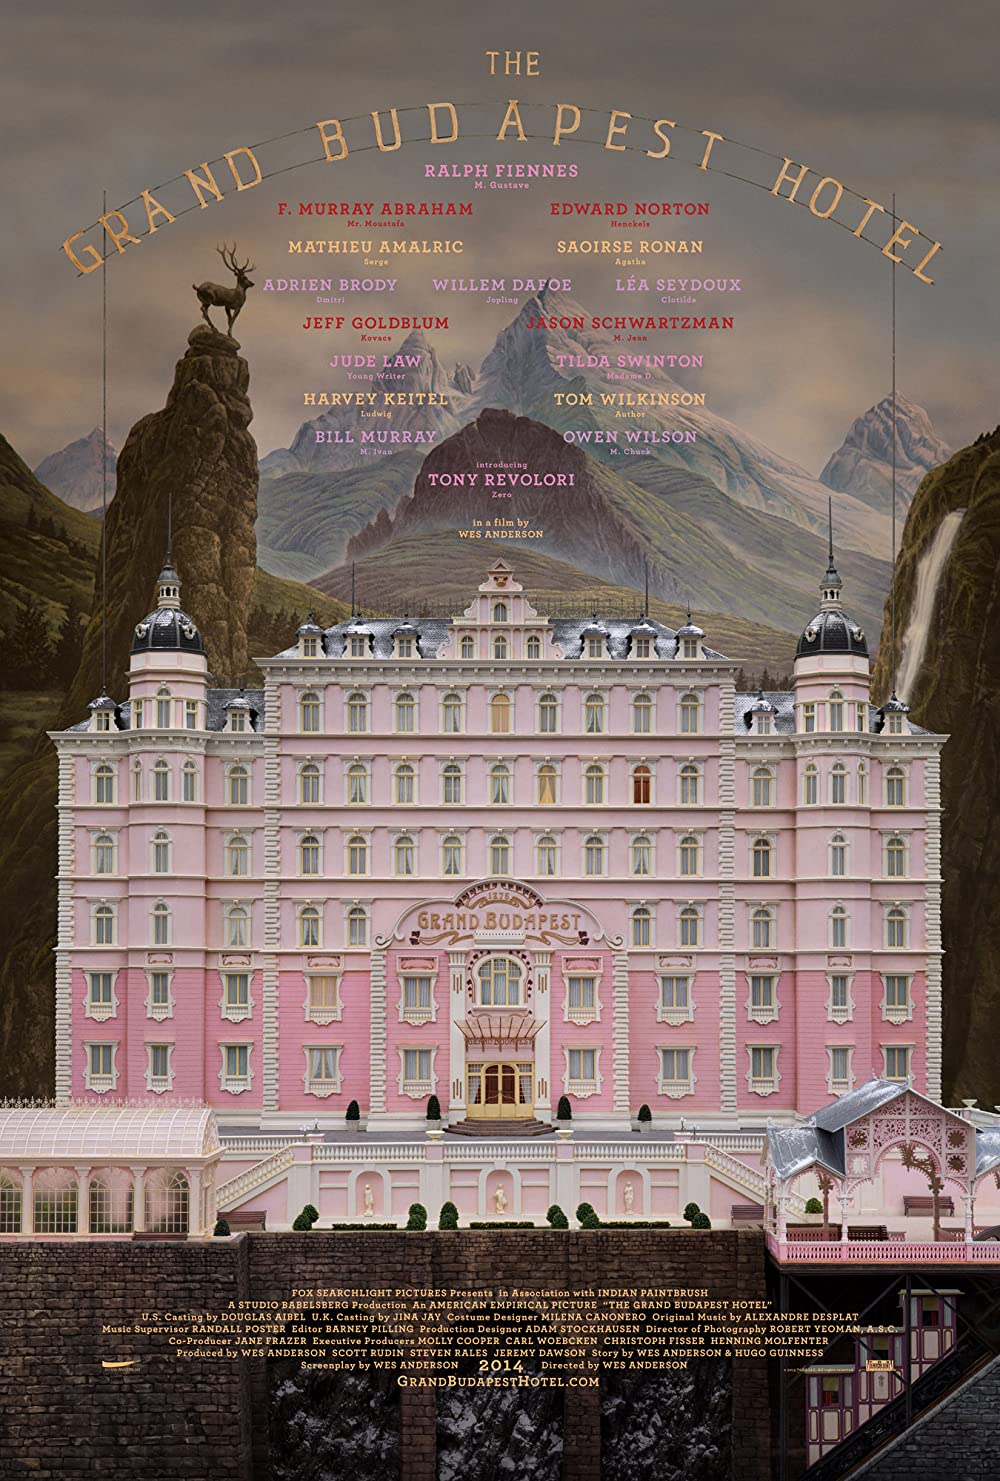 THE
GRAND BUDAPEST HOTEL
RALPH FIENNES
M. Gustave
F. MURRAY ABRAHAM EDWARD NORTON
Mr. Moustafa Henckels
MATHIEU AMALRIC SAOIRSE RONAN
Serge Agatha
ADRIEN BRODY WILLEM DAFOE LÉA SEYDOUX
Dmitri Jopling Clotilde
JEFF GOLDBLUM JASON SCHWARTZMAN
Kovacs M. Jean
JUDE LAW TILDA SWINTON
Young Writer Madame D.
HARVEY KEITEL TOM WILKINSON
Ludwig Author
BILL MURRAY OWEN WILSON
M. Ivan M. Chuck
introducing
TONY REVOLORI
Zero
in a film by
WES ANDERSON
GRAND BUDAPEST
GRAND BUDAPEST
FOX SEARCHLIGHT PICTURES Presents in Association with INDIAN PAINTBRUSH
A STUDIO BABELSBERG Production An AMERICAN EMPIRICAL PICTURE "THE GRAND BUDAPEST HOTEL"
U.S. Casting by DOUGLAS AIBEL U.K. Casting by JINA JAY Costume Designer MILENA CANONERO Original Music by ALEXANDRE DESPLAT
Music Supervisor RANDALL POSTER Editor BARNEY PILLING Production Designer ADAM STOCKHAUSEN Director of Photography ROBERT YEOMAN, A.S.C.
Co-Producer JANE FRAZER Executive Producers MOLLY COOPER CARL WOEBCKEN CHRISTOPH FISSER HENNING MOLFENTER
Produced by WES ANDERSON SCOTT RUDIN STEVEN RALES JEREMY DAWSON Story by WES ANDERSON & HUGO GUINNESS
Screenplay by WES ANDERSON 2014 Directed by WES ANDERSON
GRANDBUDAPESTHOTEL.COM